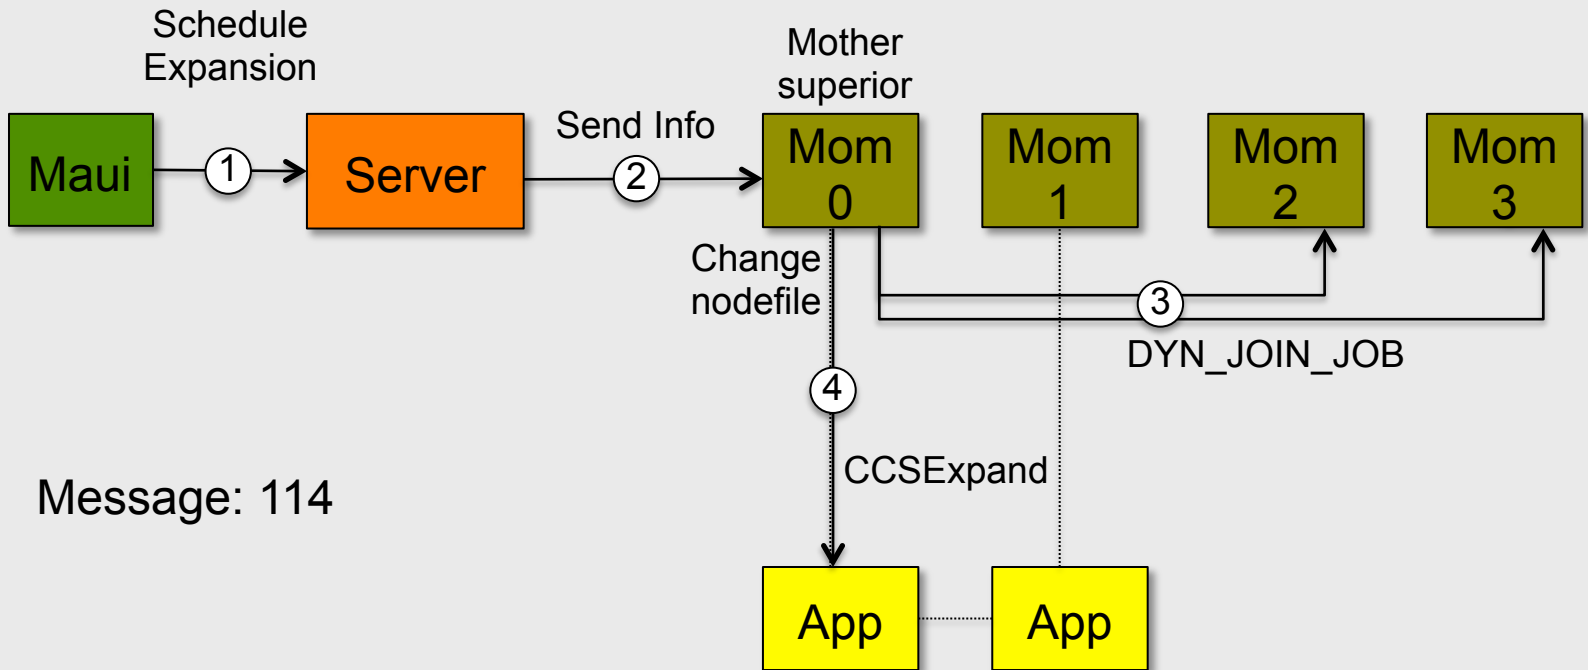 Schedule
Expansion
Mother
superior
Maui
1
Server
Send Info
2
Mom
0
Mom
1
Mom
2
Mom
3
Change
nodefile
3
DYN_JOIN_JOB
4
CCSExpand
Message: 114
App
App